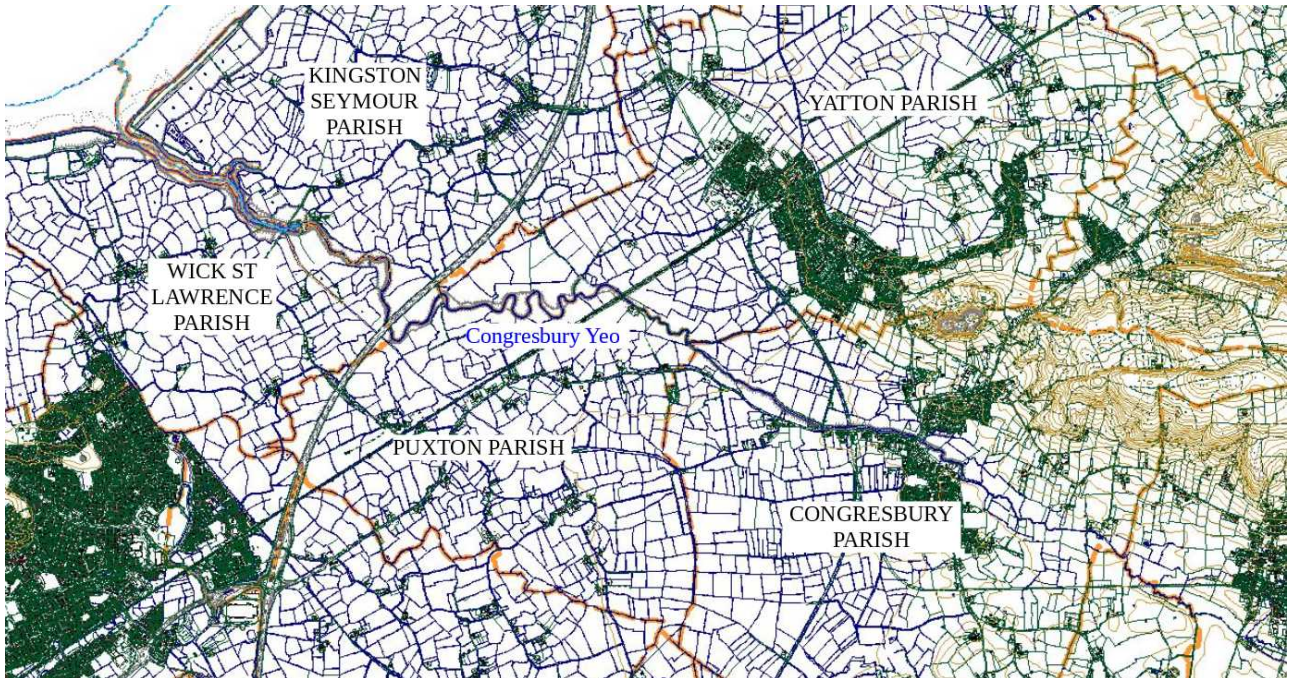 KINGSTON
SEYMOUR
PARISH
YATTON PARISH
WICK ST
LAWRENCE
PARISH
Congresbury Yeo
PUXTON PARISH
CONGRESBURY
PARISH